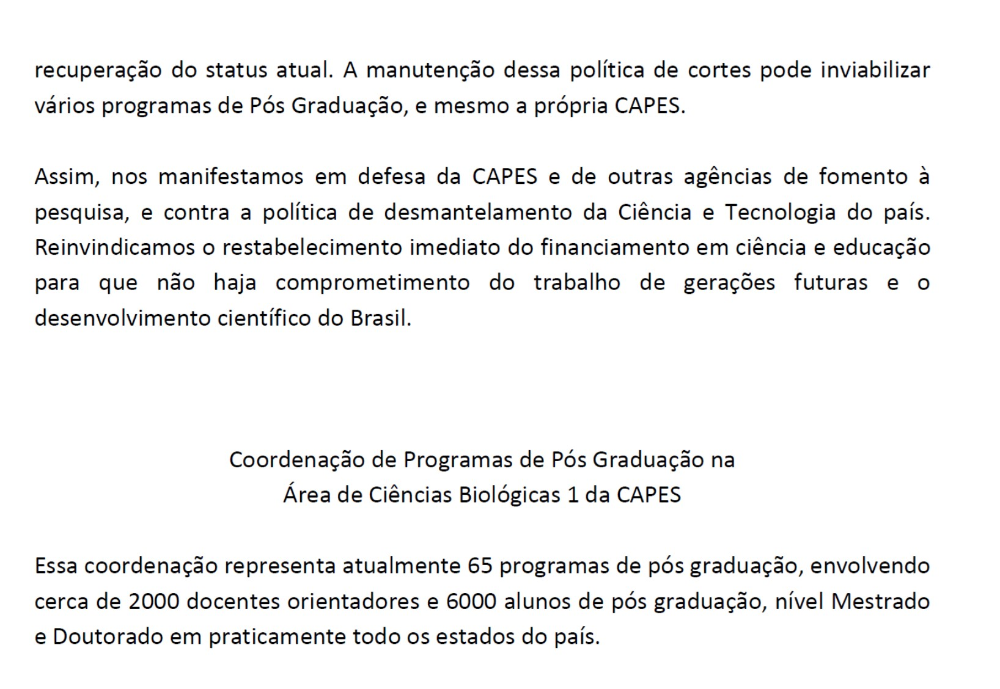 recuperação do status atual. A manutenção dessa política de cortes pode inviabilizar
vários programas de Pós Graduação, e mesmo a própria CAPES.
Assim, nos manifestamos em defesa da CAPES e de outras agências de fomento à
pesquisa, e contra a política de desmantelamento da Ciência e Tecnologia do país.
Reinvindicamos o restabelecimento imediato do financiamento em ciência e educação
para que não haja comprometimento do trabalho de gerações futuras e o
desenvolvimento científico do Brasil.
Coordenação de Programas de Pós Graduação na
Área de Ciências Biológicas 1 da CAPES
Essa coordenação representa atualmente 65 programas de pós graduação, envolvendo
cerca de 2000 docentes orientadores e 6000 alunos de pós graduação, nível Mestrado
e Doutorado em praticamente todo os estados do país.